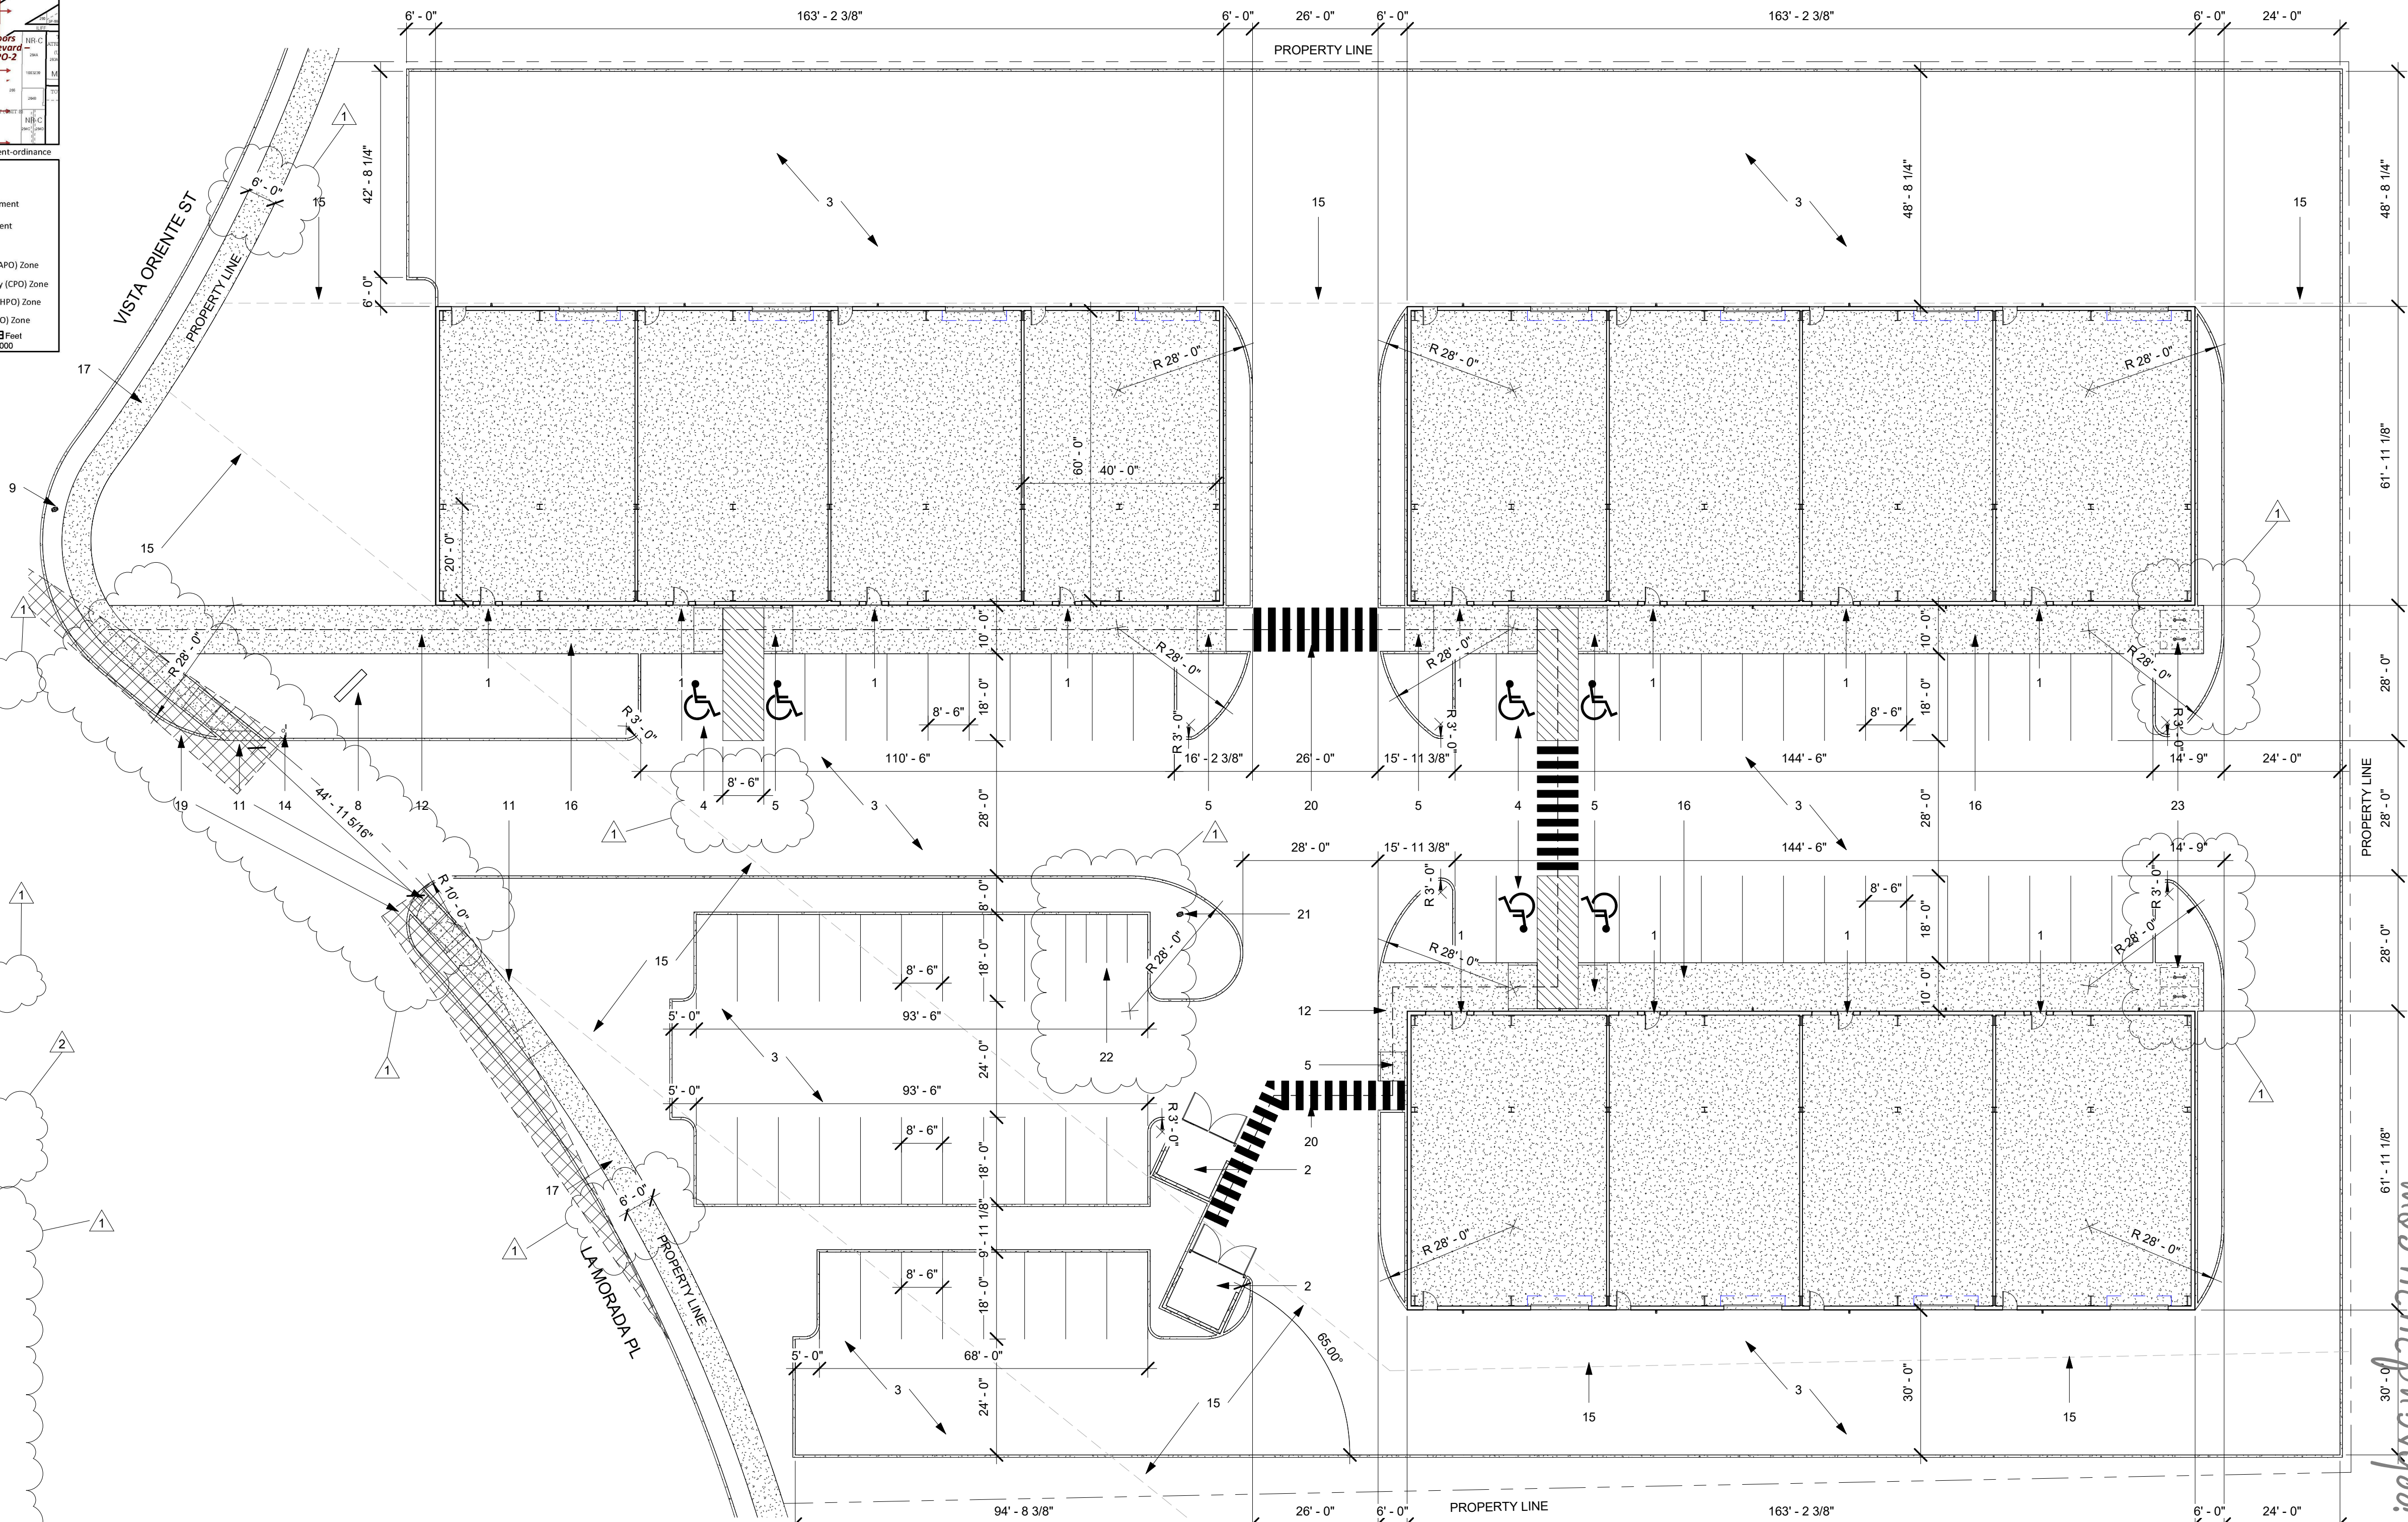 6' - 0"
163' - 2 3/8"
6' - 0"
26' - 0"
6' - 0"
163' - 2 3/8"
6' - 0"
24' - 0"
PROPERTY LINE
NR-C
NR-C
ent-ordinance
ment
ent
APO) Zone
y (CPO) Zone
HPO) Zone
O) Zone
Feet
000
1
VISTA ORIENTE ST
PROPERTY LINE
6' - 0"
15
42' - 8 1/4"
6' - 0"
3
15
3
48' - 8 1/4"
15
48' - 8 1/4"
17
9
15
R 28' - 0"
R 28' - 0"
R 28' - 0"
60' - 0"
40' - 0"
20' - 0"
61' - 11 1/8"
1
1
R 28' - 0"
10' - 0"
R 28' - 0"
R 28' - 0"
10' - 0"
R 28' - 0"
1
1
1
1
1
1
1
1
R 3' - 0"
8' - 6"
18' - 0"
R 3' - 0"
R 3' - 0"
8' - 6"
18' - 0"
R 3' - 0"
28' - 0"
110' - 6"
16' - 2 3/8"
26' - 0"
15' - 11 3/8"
144' - 6"
14' - 9"
24' - 0"
8' - 6"
19
11
14
8
12
11
16
4
5
3
5
20
5
4
5
16
3
16
23
44' - 11 5/16"
1
28' - 0"
1
28' - 0"
28' - 0"
PROPERTY LINE
28' - 0"
15' - 11 3/8"
144' - 6"
14' - 9"
1
R 10' - 0"
8' - 0"
21
R 3' - 0"
8' - 6"
R 3' - 0"
18' - 0"
28' - 0"
15
8' - 6"
18' - 0"
R 28' - 0"
1
1
1
1
R 28' - 0"
R 28' - 0"
10' - 0"
5' - 0"
93' - 6"
12
2
1
3
24' - 0"
22
5
1
5' - 0"
93' - 6"
8' - 6"
18' - 0"
R 3' - 0"
20
2
17
6' - 0"
1
1
9' - 11 1/8"
61' - 11 1/8"
LA MORADA PL
PROPERTY LINE
8' - 6"
18' - 0"
2
R 28' - 0"
R 28' - 0"
65.00°
5' - 0"
68' - 0"
3
24' - 0"
15
15
3
30' - 0"
15
30' - 0"
PROPERTY LINE
94' - 8 3/8"
26' - 0"
6' - 0"
163' - 2 3/8"
6' - 0"
24' - 0"